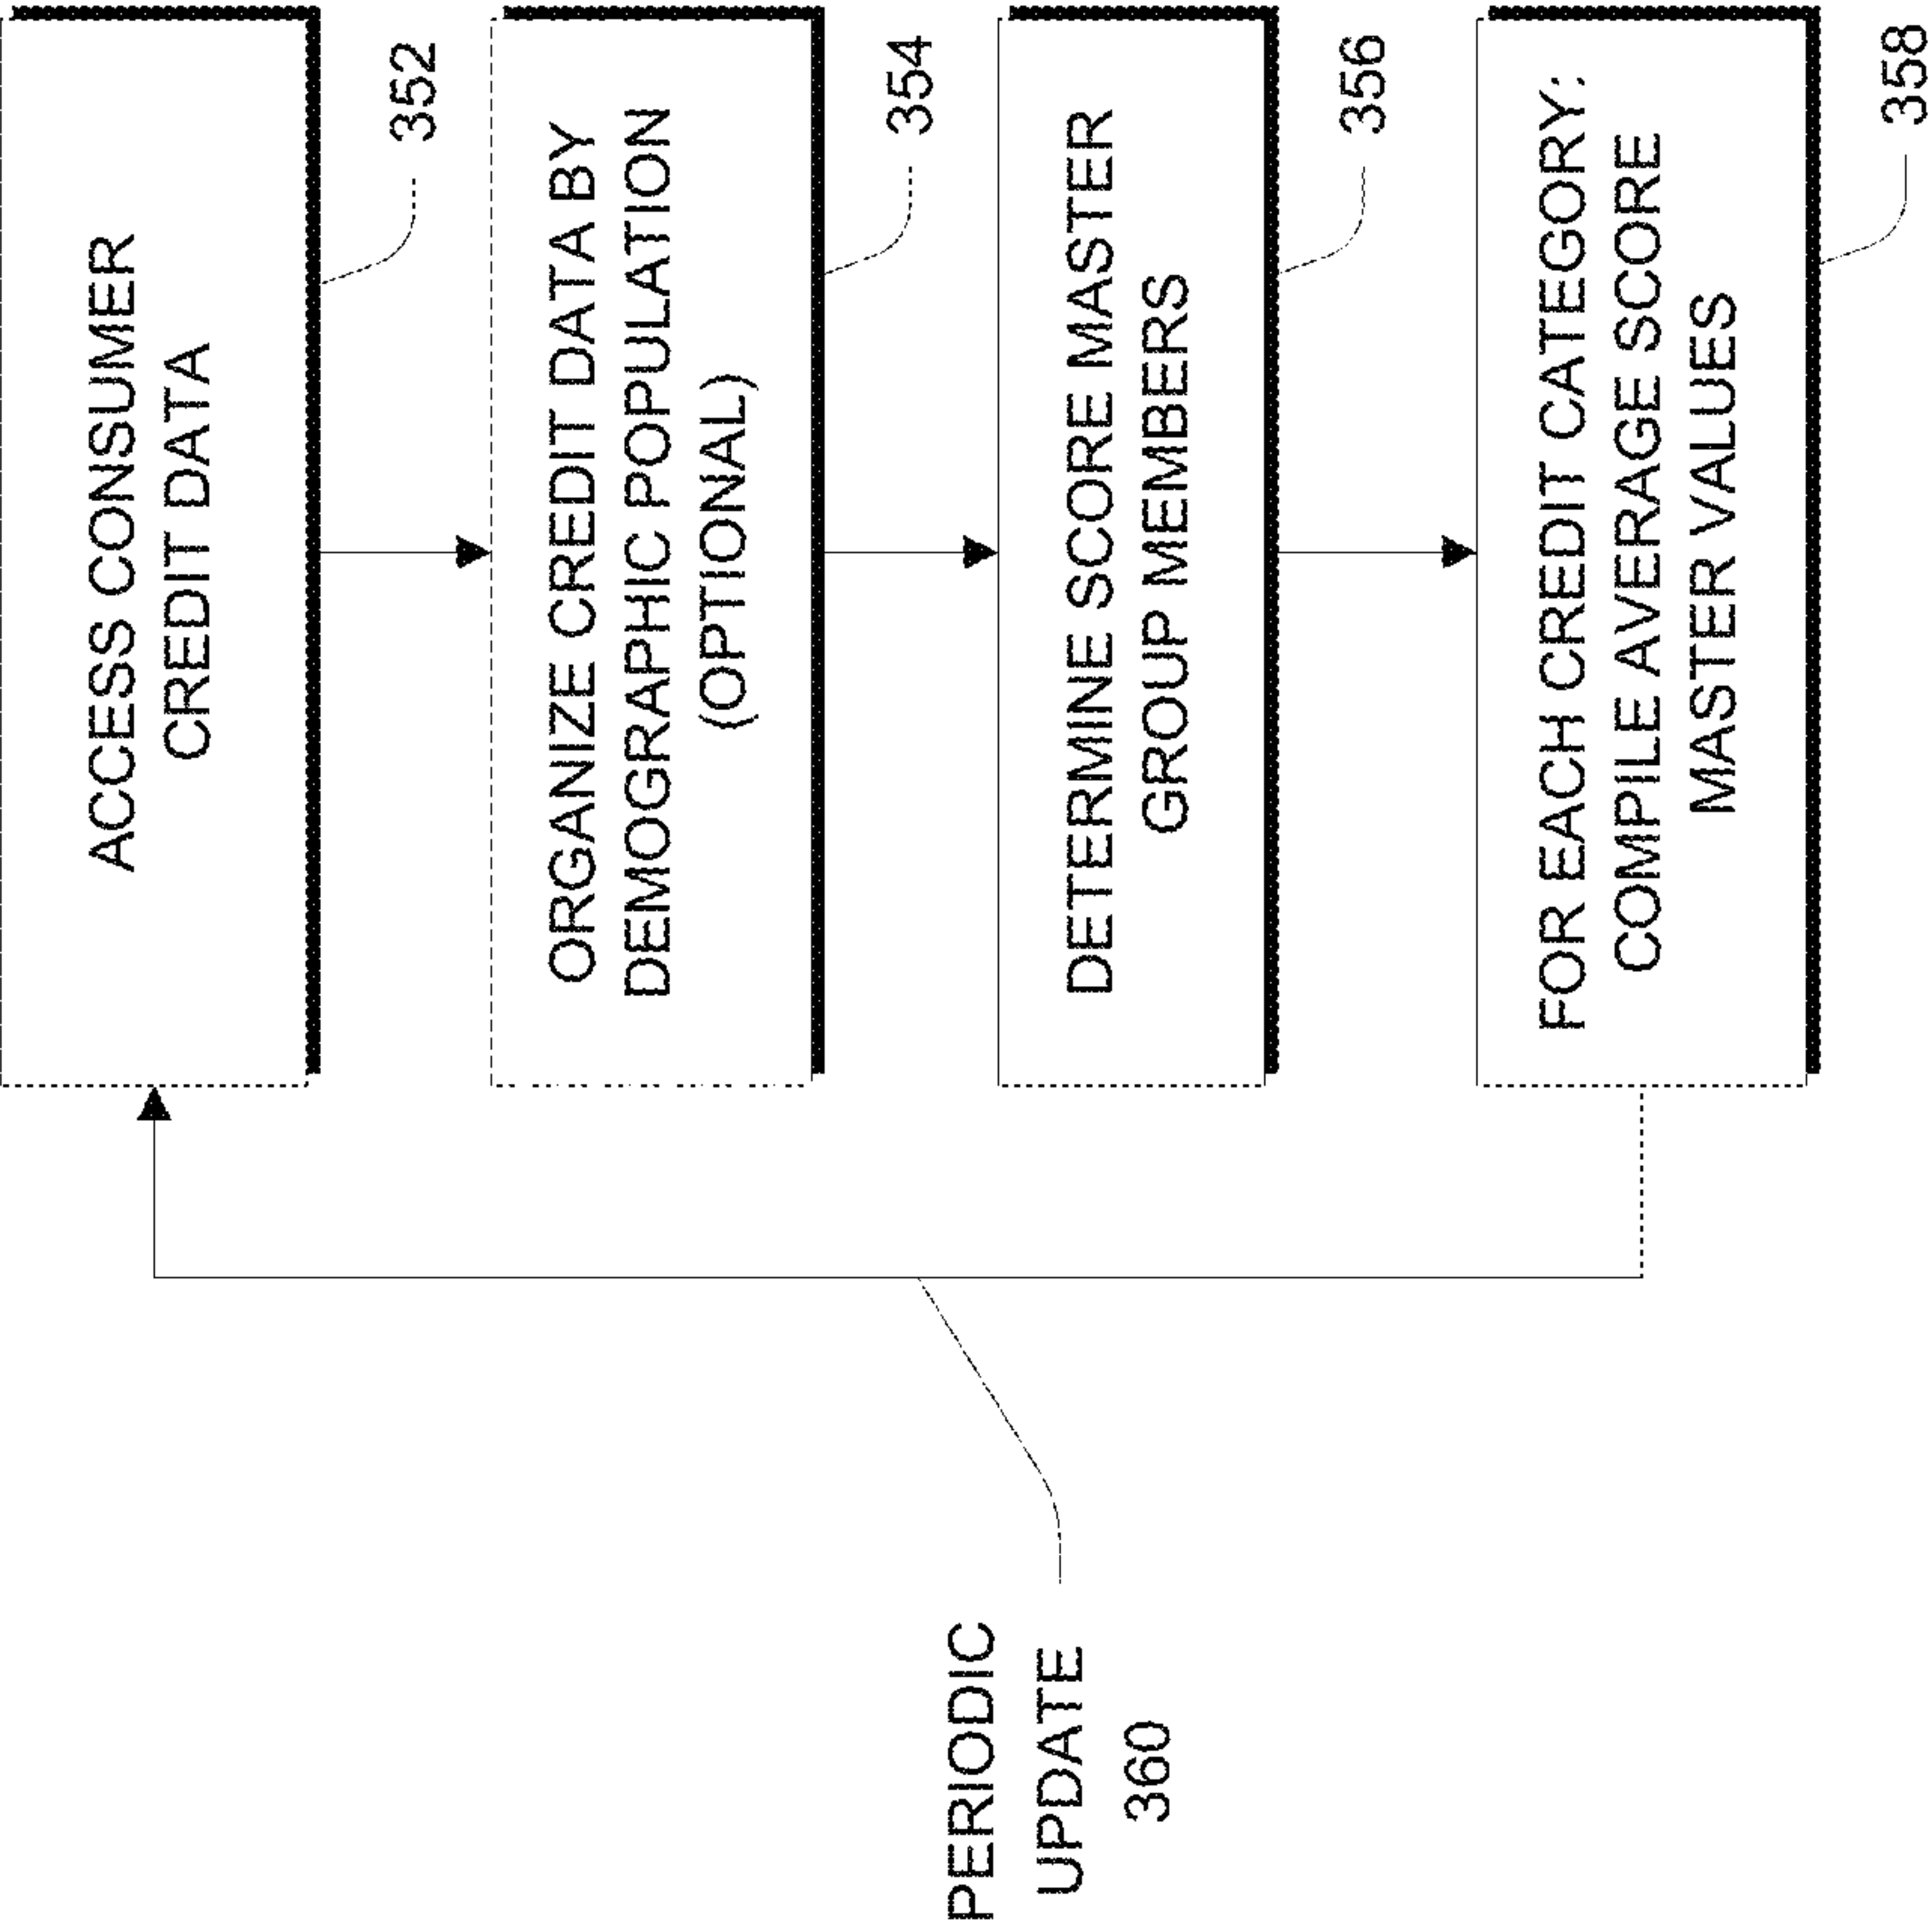 ACCESS CONSUMER
CREDIT DATA
352
ORGANIZE CREDIT DATA BY
DEMOGRAPHIC POPULATION
(OPTIONAL)
354
DETERMINE SCORE MASTER
GROUP MEMBERS
356
FOR EACH CREDIT CATEGORY:
COMPILE AVERAGE SCORE
MASTER VALUES
358
PERIODIC
UPDATE
360